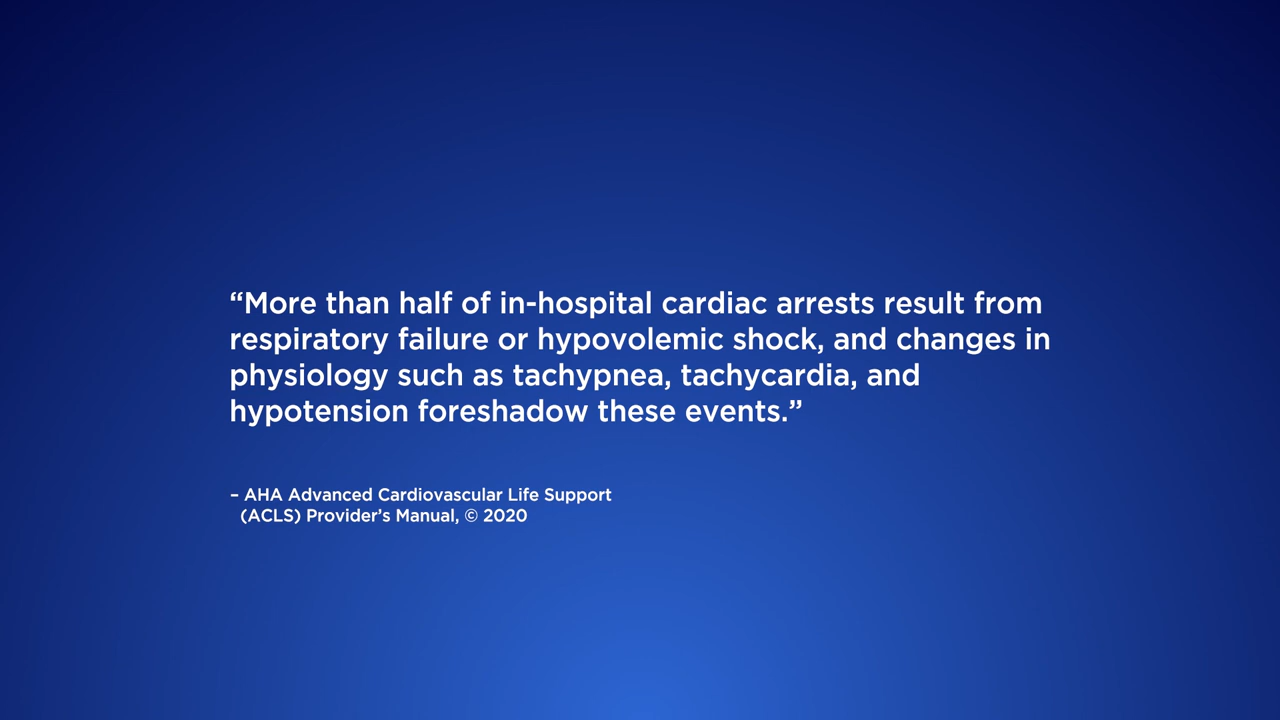 “More than half of in-hospital cardiac arrests result from
respiratory failure or hypovolemic shock, and changes in
physiology such as tachypnea, tachycardia, and
hypotension foreshadow these events.”
– AHA Advanced Cardiovascular Life Support
(ACLS) Provider’s Manual, © 2020